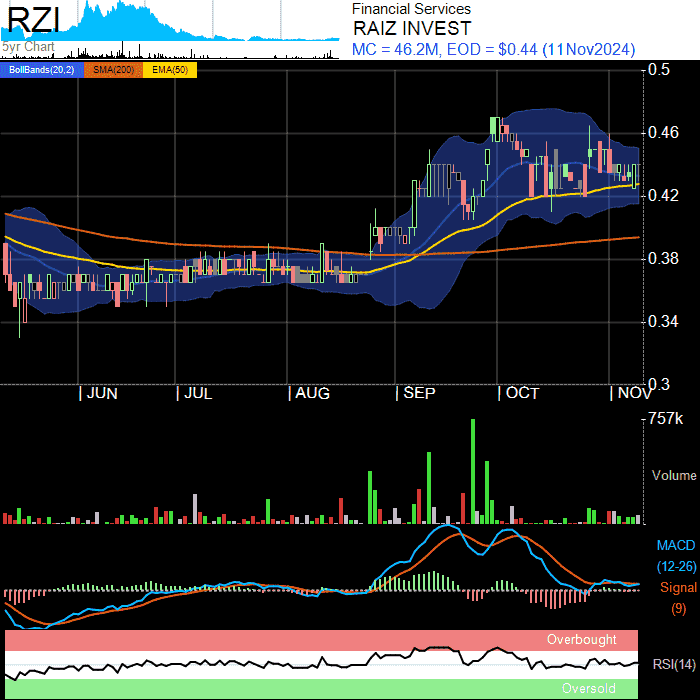 RZI
5yr Chart
Financial Services
RAIZ INVEST
MC = 46.2M, EOD = $0.44 (11Nov2024)
BollBands(20,2) SMA(200) EMA(50)
0.5
0.46
0.42
0.38
0.34
0.3
| JUN | JUL | AUG | SEP | OCT | NOV
757k
Volume
MACD
(12-26)
Signal
(9)
Overbought
RSI(14)
Oversold